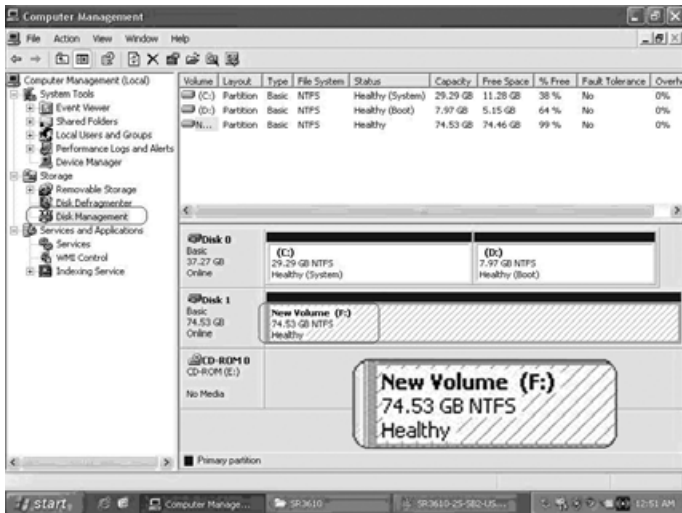 Computer Management
File Action View Window Help
Computer Management (Local)
System Tools
Event Viewer
Shared Folders
Local Users and Groups
Performance Logs and Alerts
Device Manager
Storage
Removable Storage
Disk Defragmenter
Disk Management
Services and Applications
Services
WMI Control
Indexing Service
Volume Layout Type File System Status Capacity Free Space % Free Fault Tolerance Overh
(C:) Partition Basic NTFS Healthy (System) 29.29 GB 11.28 GB 38 % No 0%
(D:) Partition Basic NTFS Healthy (Boot) 7.97 GB 5.15 GB 64 % No 0%
N... Partition Basic NTFS Healthy 74.53 GB 74.46 GB 99 % No 0%
Disk 0
Basic
37.27 GB
Online
(C:)
29.29 GB NTFS
Healthy (System)
(D:)
7.97 GB NTFS
Healthy (Boot)
Disk 1
Basic
74.53 GB
Online
New Volume (F:)
74.53 GB NTFS
Healthy
CD-ROM 0
CD-ROM (E:)
No Media
New Volume (F:)
74.53 GB NTFS
Healthy
Primary partition
start
Computer Manage...
SR3610
SR3610-2S-SB2-US...
12:51 AM